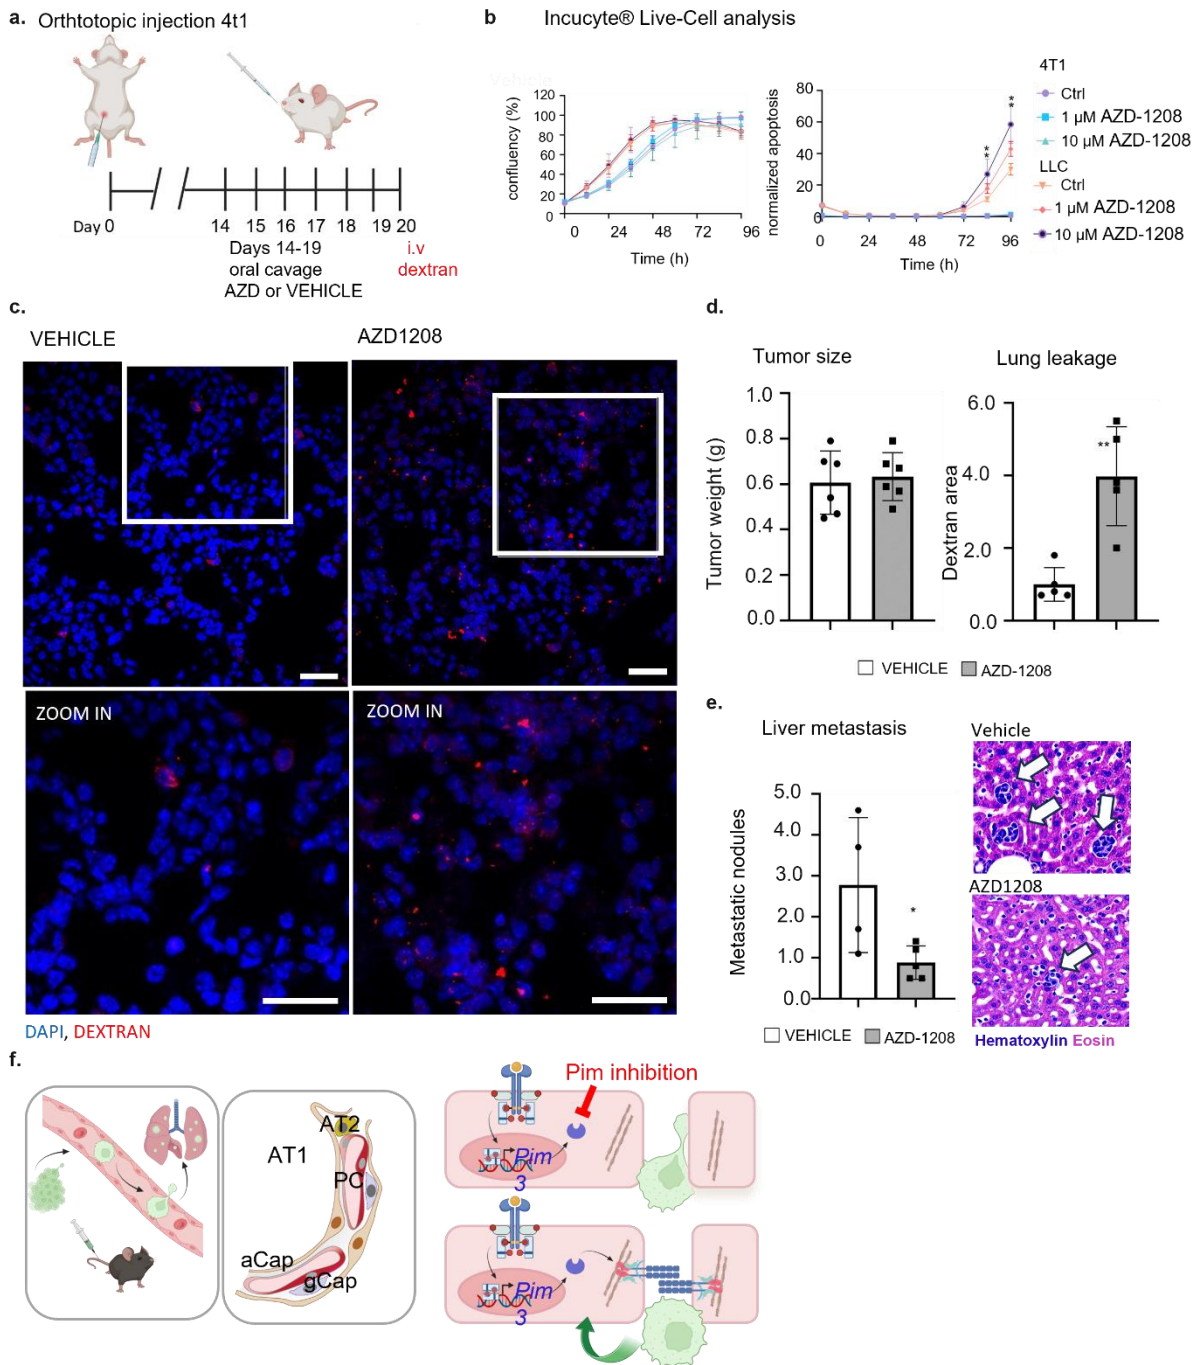 a.
Orthtotopic injection 4t1
Day 0
14 15 16 17 18 19 20
Days 14-19
oral cavage
AZD or VEHICLE
i.v
dextran
b.
Incucyte® Live-Cell analysis
Vehicle
confluency (%)
120
100
80
60
40
20
0
0 24 48 72 96
Time (h)
normalized apoptosis
80
60
40
20
0
0 24 48 72 96
Time (h)
**
**
4T1
Ctrl
1 µM AZD-1208
10 µM AZD-1208
LLC
Ctrl
1 µM AZD-1208
10 µM AZD-1208
c.
VEHICLE
AZD1208
ZOOM IN
ZOOM IN
DAPI, DEXTRAN
d.
Tumor size
Tumor weight (g)
1.0
0.8
0.6
0.4
0.2
0.0
Lung leakage
Dextran area
6.0
4.0
2.0
0.0
**
VEHICLE AZD-1208
e.
Liver metastasis
Metastatic nodules
5.0
4.0
3.0
2.0
1.0
0.0
*
VEHICLE AZD-1208
Vehicle
AZD1208
Hematoxylin Eosin
f.
AT2
AT1
PC
aCap
gCap
Pim inhibition
Pim
3
Pim
3